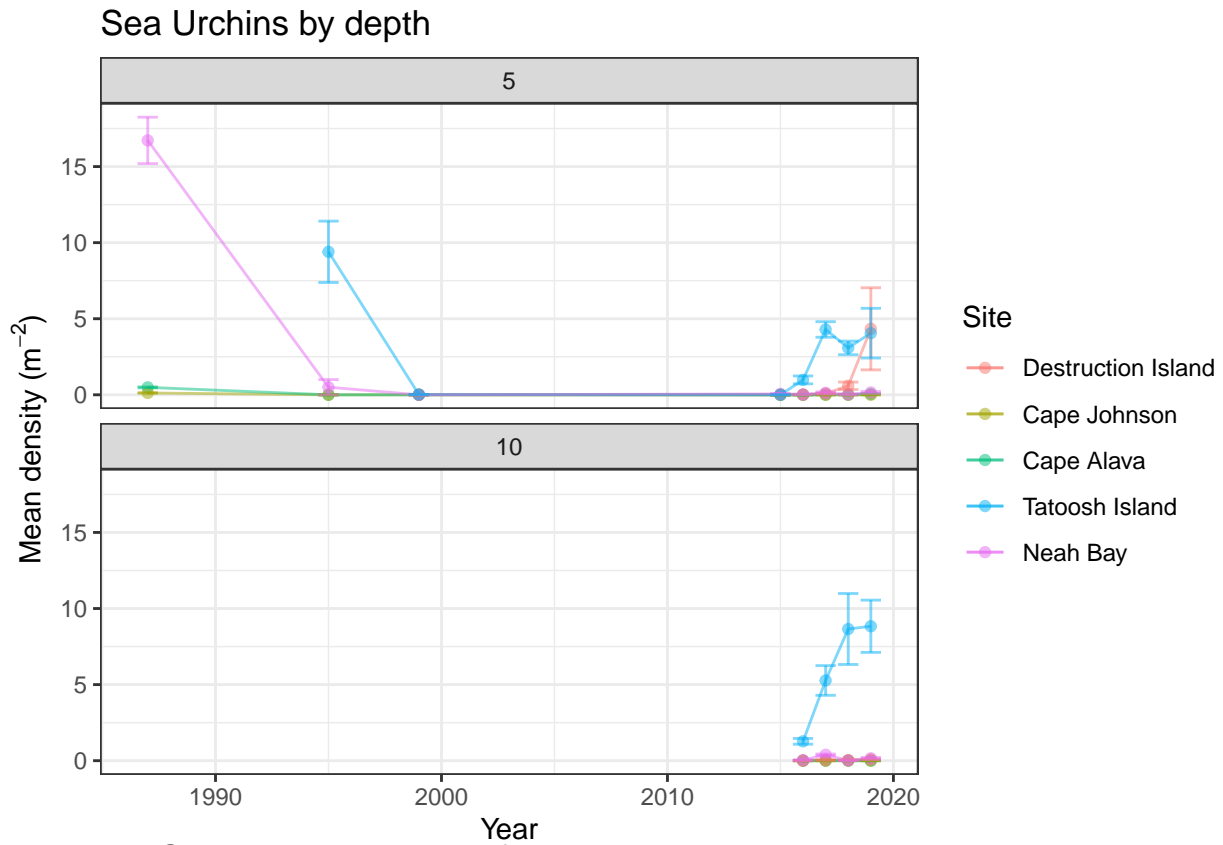 Sea Urchins by depth
5
15
10
5
0
10
15
10
5
0
1990 2000 2010 2020
Year
Mean density (m⁻²)
Site
Destruction Island
Cape Johnson
Cape Alava
Tatoosh Island
Neah Bay